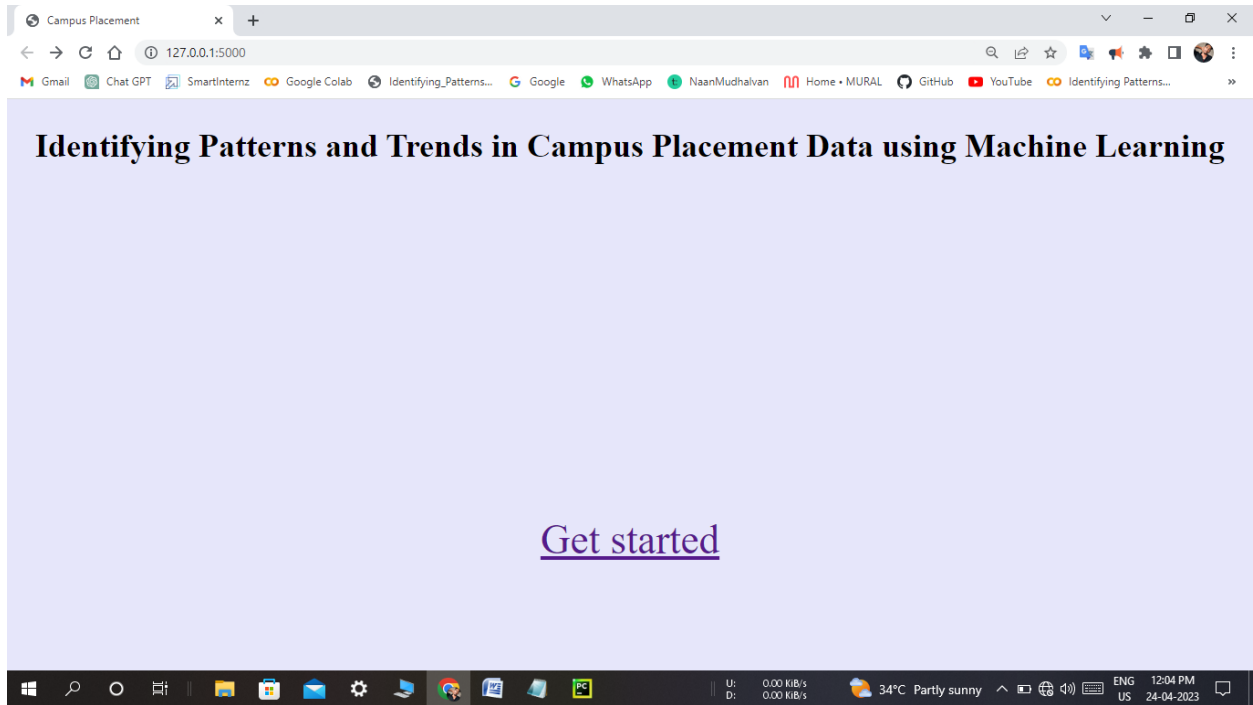 Campus Placement
127.0.0.1:5000
Gmail Chat GPT SmartInternz Google Colab Identifying_Patterns... Google WhatsApp NaanMudhalvan Home • MURAL GitHub YouTube Identifying Patterns... »
Identifying Patterns and Trends in Campus Placement Data using Machine Learning
Get started
U: 0.00 KiB/s
D: 0.00 KiB/s
34°C Partly sunny
ENG
US
12:04 PM
24-04-2023